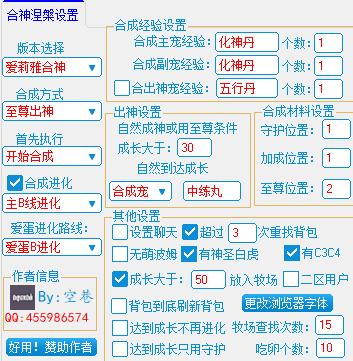 合神涅槃设置
版本选择
爱莉雅合神
合成方式
至尊出神
首先执行
开始合成
合成进化
主B线进化
爱蛋进化路线：
爱蛋B进化
作者信息
By:空巷
QQ:455986574
好用！赞助作者
合成经验设置
合成主宠经验： 化神丹 个数： 1
合成副宠经验： 化神丹 个数： 1
合出神宠经验： 五行丹 个数： 1
出神设置
自然成神或用至尊条件
成长大于： 30
自然到达成长
合成宠 中练丸
合成材料设置
守护位置： 1
加成位置： 1
至尊位置： 2
其他设置
设置聊天 超过 3 次重找背包
无萌波姆 有神圣白虎 有C3C4
成长大于： 50 放入牧场 二区用户
背包到底刷新背包 更改浏览器字体
达到成长不再进化 牧场查找次数： 15
达到成长只用守护 吃卵个数： 10